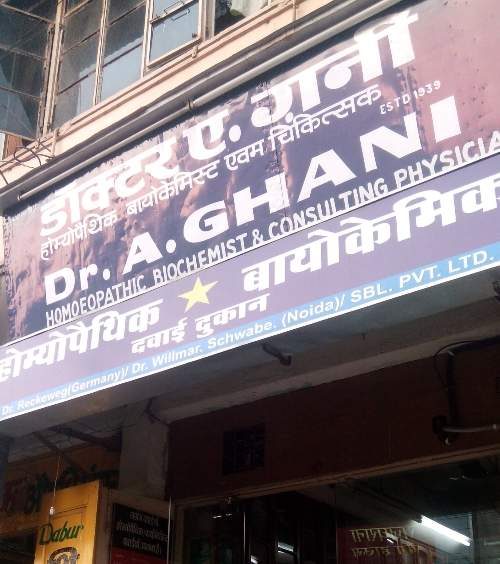 डॉक्टर ए. ग़नी
होम्योपैथिक बायोकेमिस्ट एवम चिकित्सक
ESTD 1939
Dr. A. GHANI
HOMOEOPATHIC BIOCHEMIST & CONSULTING PHYSICIA
होम्योपैथिक ★ बायोकेमिक
दवाई दुकान
Dr. Reckeweg(Germany)/ Dr. Willmar. Schwabe. (Noida)/ SBL. PVT. LTD.
Dabur